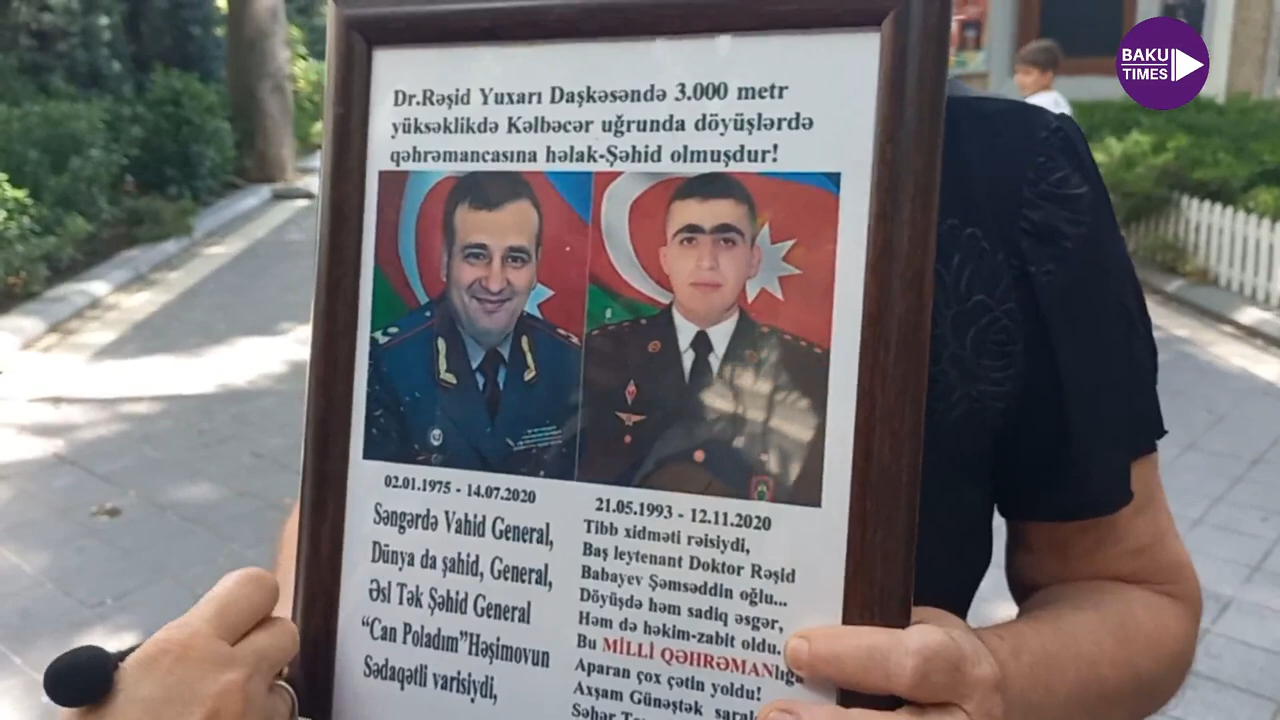 BAKU
TIMES
Dr.Rəşid Yuxarı Daşkəsəndə 3.000 metr
yüksəklikdə Kəlbəcər uğrunda döyüşlərdə
qəhrəmancasına həlak-Şəhid olmuşdur!
02.01.1975 - 14.07.2020
Səngərdə Vahid General,
Dünya da şahid, General,
Əsl Tək Şəhid General
“Can Poladım”Həşimovun
Sədaqətli varisiydi,
21.05.1993 - 12.11.2020
Tibb xidməti rəisiydi,
Baş leytenant Doktor Rəşid
Babayev Şəmsəddin oğlu...
Döyüşdə həm sadiq əsgər,
Həm də həkim-zabit oldu.
Bu MİLLİ QƏHRƏMANlığa
Aparan çox çətin yoldu!
Axşam Günəştək
Səhər